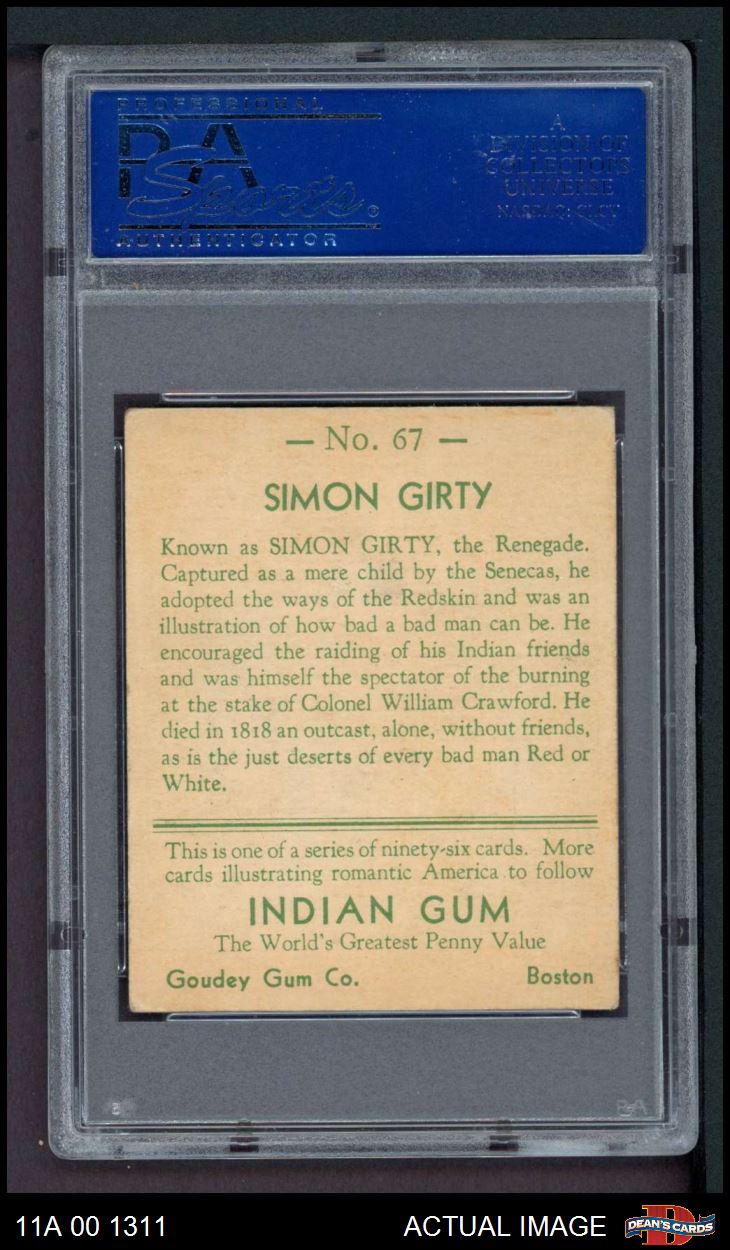 PROFESSIONAL
PSA
Sports
AUTHENTICATOR
A
DIVISION OF
COLLECTORS
UNIVERSE
NASDAQ: CLCT
— No. 67 —
SIMON GIRTY
Known as SIMON GIRTY, the Renegade.
Captured as a mere child by the Senecas, he
adopted the ways of the Redskin and was an
illustration of how bad a bad man can be. He
encouraged the raiding of his Indian friends
and was himself the spectator of the burning
at the stake of Colonel William Crawford. He
died in 1818 an outcast, alone, without friends,
as is the just deserts of every bad man Red or
White.
This is one of a series of ninety-six cards. More
cards illustrating romantic America to follow
INDIAN GUM
The World's Greatest Penny Value
Goudey Gum Co. Boston
11A 00 1311 ACTUAL IMAGE DEAN'S CARDS